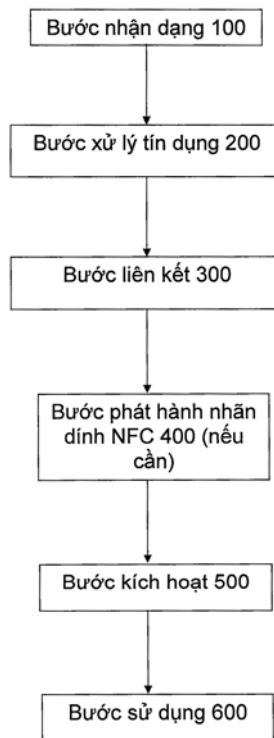 Bước nhận dạng 100
Bước xử lý tín dụng 200
Bước liên kết 300
Bước phát hành nhãn
dính NFC 400 (nếu
cần)
Bước kích hoạt 500
Bước sử dụng 600